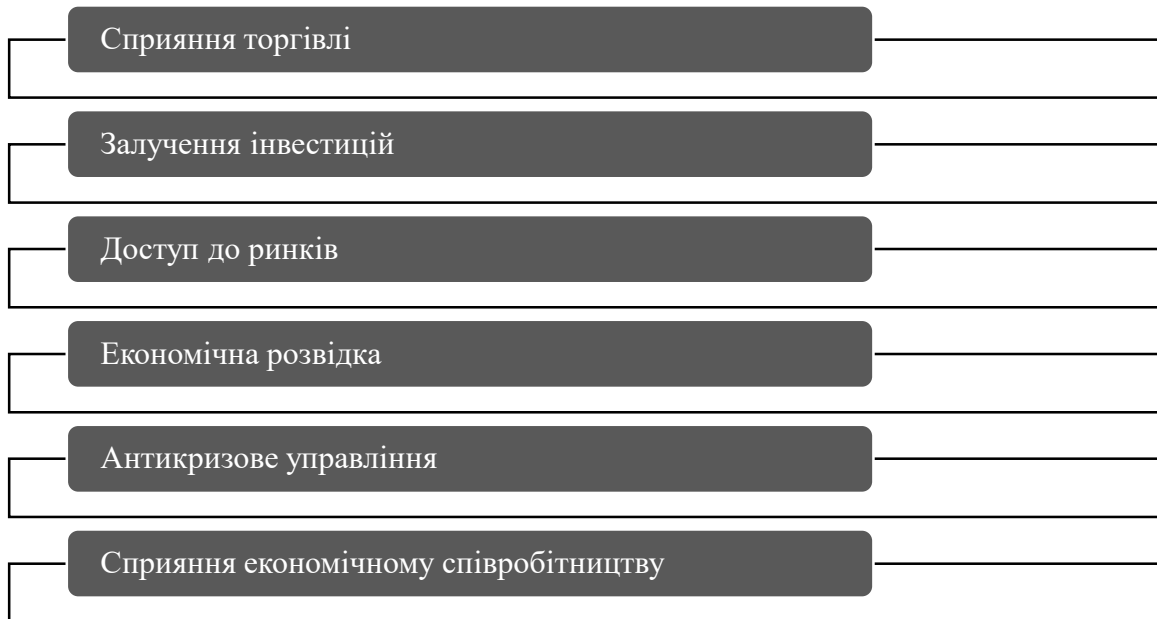 Сприяння торгівлі
Залучення інвестицій
Доступ до ринків
Економічна розвідка
Антикризове управління
Сприяння економічному співробітництву